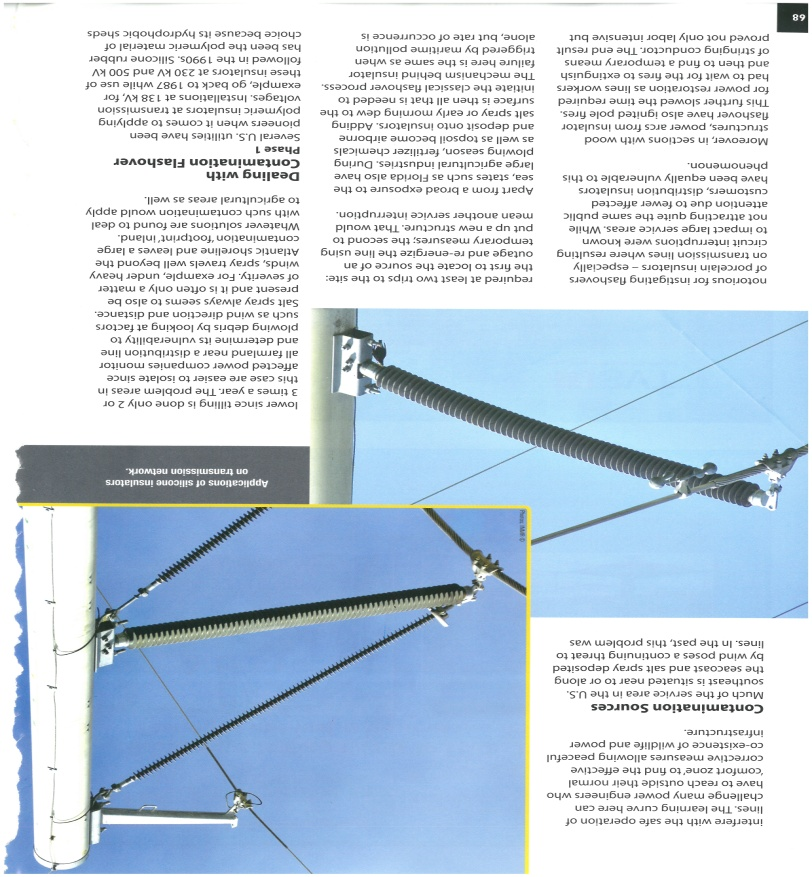 interfere with the safe operation of
lines. The learning curve here can
challenge many power engineers who
have to reach outside their normal
‘comfort zone’ to find the effective
corrective measures allowing peaceful
co-existence of wildlife and power
infrastructure.
Contamination Sources
Much of the service area in the U.S.
southeast is situated near to or along
the seacoast and salt spray deposited
by wind poses a continuing threat to
lines. In the past, this problem was
notorious for instigating flashovers
of porcelain insulators – especially
on transmission lines where resulting
circuit interruptions were known
to impact large service areas. While
not attracting quite the same public
attention due to fewer affected
customers, distribution insulators
have been equally vulnerable to this
phenomenon.
Moreover, in sections with wood
structures, power arcs from insulator
flashover have also ignited pole fires.
This further slowed the time required
for power restoration as lines workers
had to wait for the fires to extinguish
and then to find a temporary means
of stringing conductor. The end result
proved not only labor intensive but
required at least two trips to the site:
the first to locate the source of an
outage and re-energize the line using
temporary measures; the second to
put up a new structure. That would
mean another service interruption.
Apart from a broad exposure to the
sea, states such as Florida also have
large agricultural industries. During
plowing season, fertilizer chemicals
as well as topsoil become airborne
and deposit onto insulators. Adding
salt spray or early morning dew to the
surface is then all that is needed to
initiate the classical flashover process.
The mechanism behind insulator
failure here is the same as when
triggered by maritime pollution
alone, but rate of occurrence is
Photo: INMR ©
Applications of silicone insulators
on transmission network.
lower since tilling is done only 2 or
3 times a year. The problem areas in
this case are easier to isolate since
affected power companies monitor
all farmland near a distribution line
and determine its vulnerability to
plowing debris by looking at factors
such as wind direction and distance.
Salt spray always seems to also be
present and it is often only a matter
of severity. For example, under heavy
winds, spray travels well beyond the
Atlantic shoreline and leaves a large
contamination ‘footprint’ inland.
Whatever solutions are found to deal
with such contamination would apply
to agricultural areas as well.
Dealing with
Contamination Flashover
Phase 1
Several U.S. utilities have been
pioneers when it comes to applying
polymeric insulators at transmission
voltages. Installations at 138 kV, for
example, go back to 1987 while use of
these insulators at 230 kV and 500 kV
followed in the 1990s. Silicone rubber
has been the polymeric material of
choice because its hydrophobic sheds
68